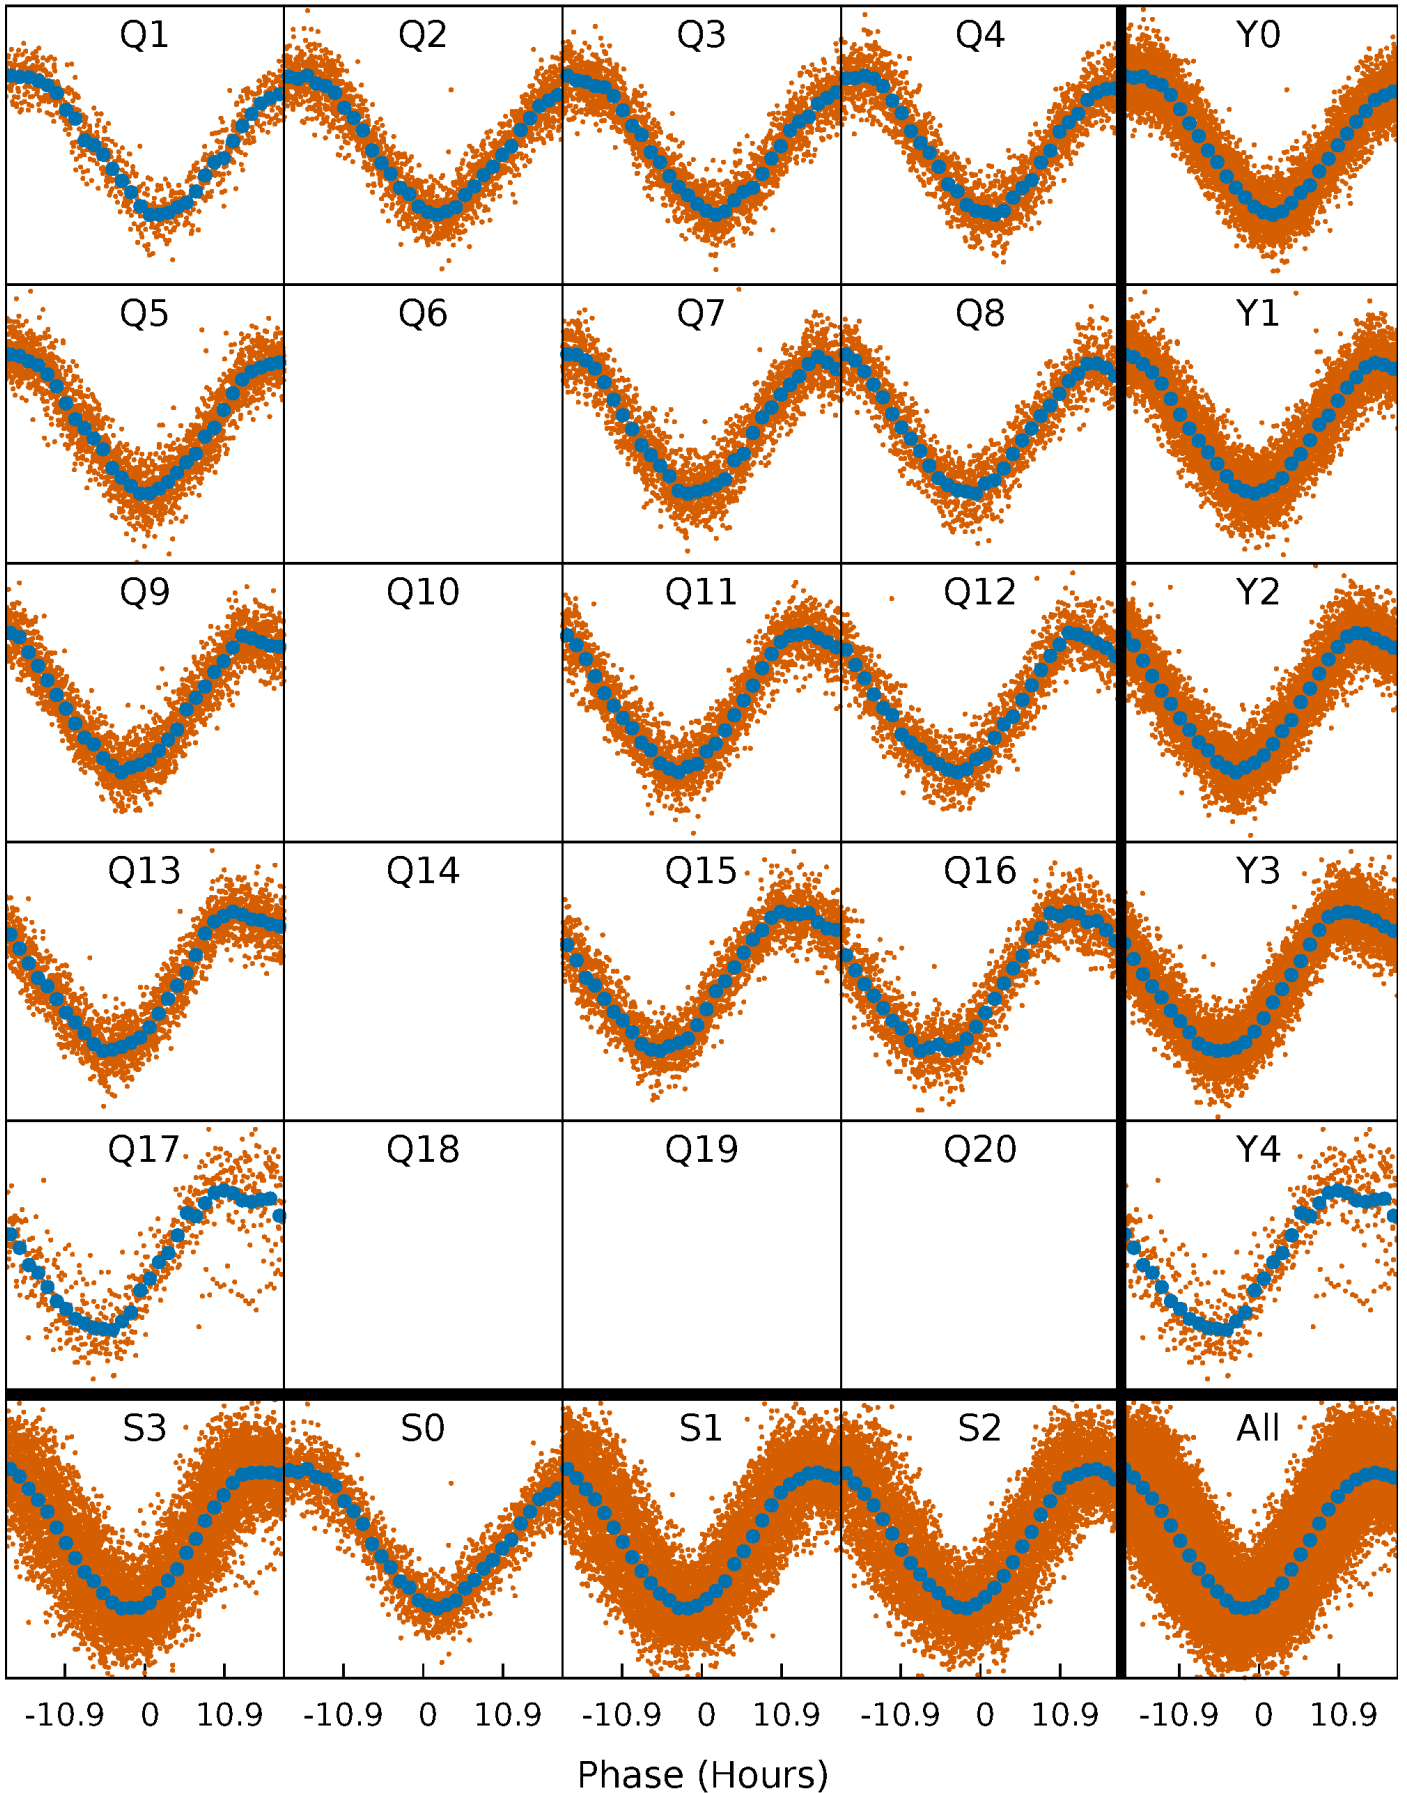 Q1 Q2 Q3 Q4 Y0
Q5 Q6 Q7 Q8 Y1
Q9 Q10 Q11 Q12 Y2
Q13 Q14 Q15 Q16 Y3
Q17 Q18 Q19 Q20 Y4
S3 S0 S1 S2 All
-10.9 0 10.9 -10.9 0 10.9 -10.9 0 10.9 -10.9 0 10.9 -10.9 0 10.9
Phase (Hours)